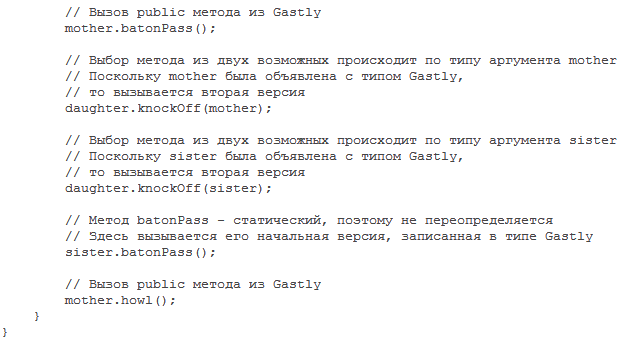 // Вызов public метода из Gastly
mother.batonPass();
// Выбор метода из двух возможных происходит по типу аргумента mother
// Поскольку mother была объявлена с типом Gastly,
// то вызывается вторая версия
daughter.knockOff(mother);
// Выбор метода из двух возможных происходит по типу аргумента sister
// Поскольку sister была объявлена с типом Gastly,
// то вызывается вторая версия
daughter.knockOff(sister);
// Метод batonPass – статический, поэтому не переопределяется
// Здесь вызывается его начальная версия, записанная в типе Gastly
sister.batonPass();
// Вызов public метода из Gastly
mother.howl();
}
}